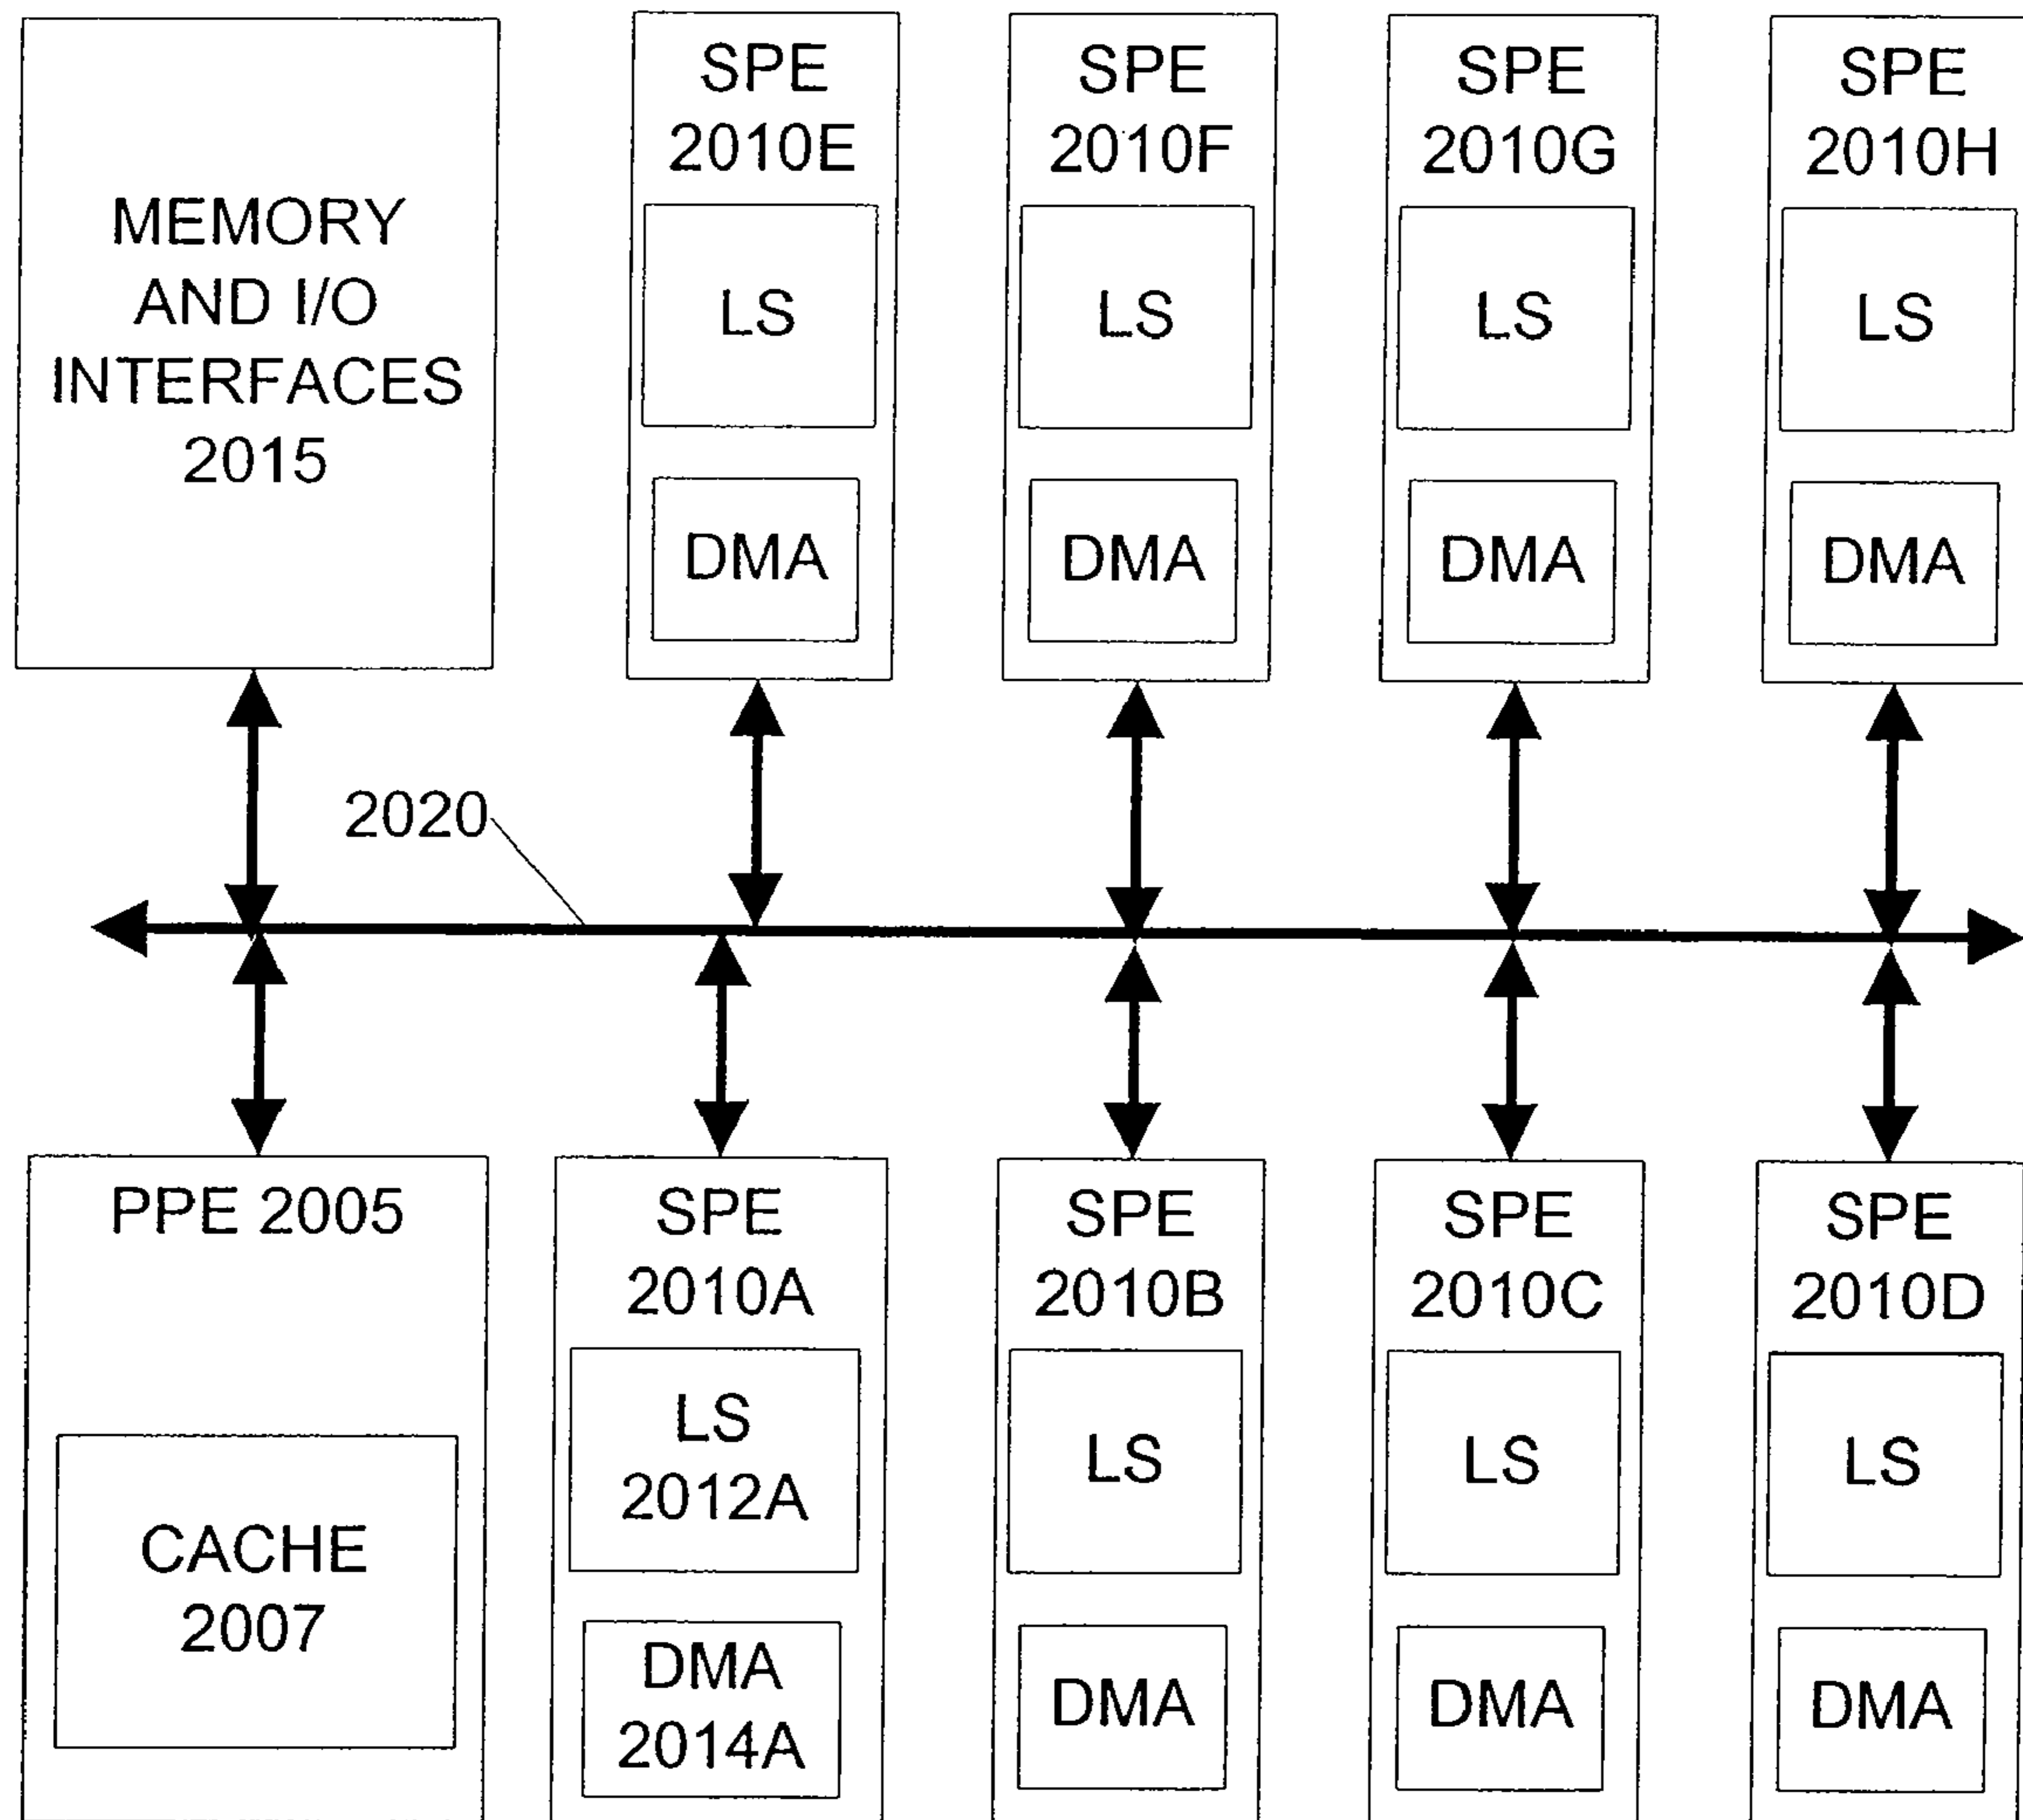 MEMORY
AND I/O
INTERFACES
2015
SPE
2010E
LS
DMA
SPE
2010F
LS
DMA
SPE
2010G
LS
DMA
SPE
2010H
LS
DMA
2020
PPE 2005
CACHE
2007
SPE
2010A
LS
2012A
DMA
2014A
SPE
2010B
LS
DMA
SPE
2010C
LS
DMA
SPE
2010D
LS
DMA